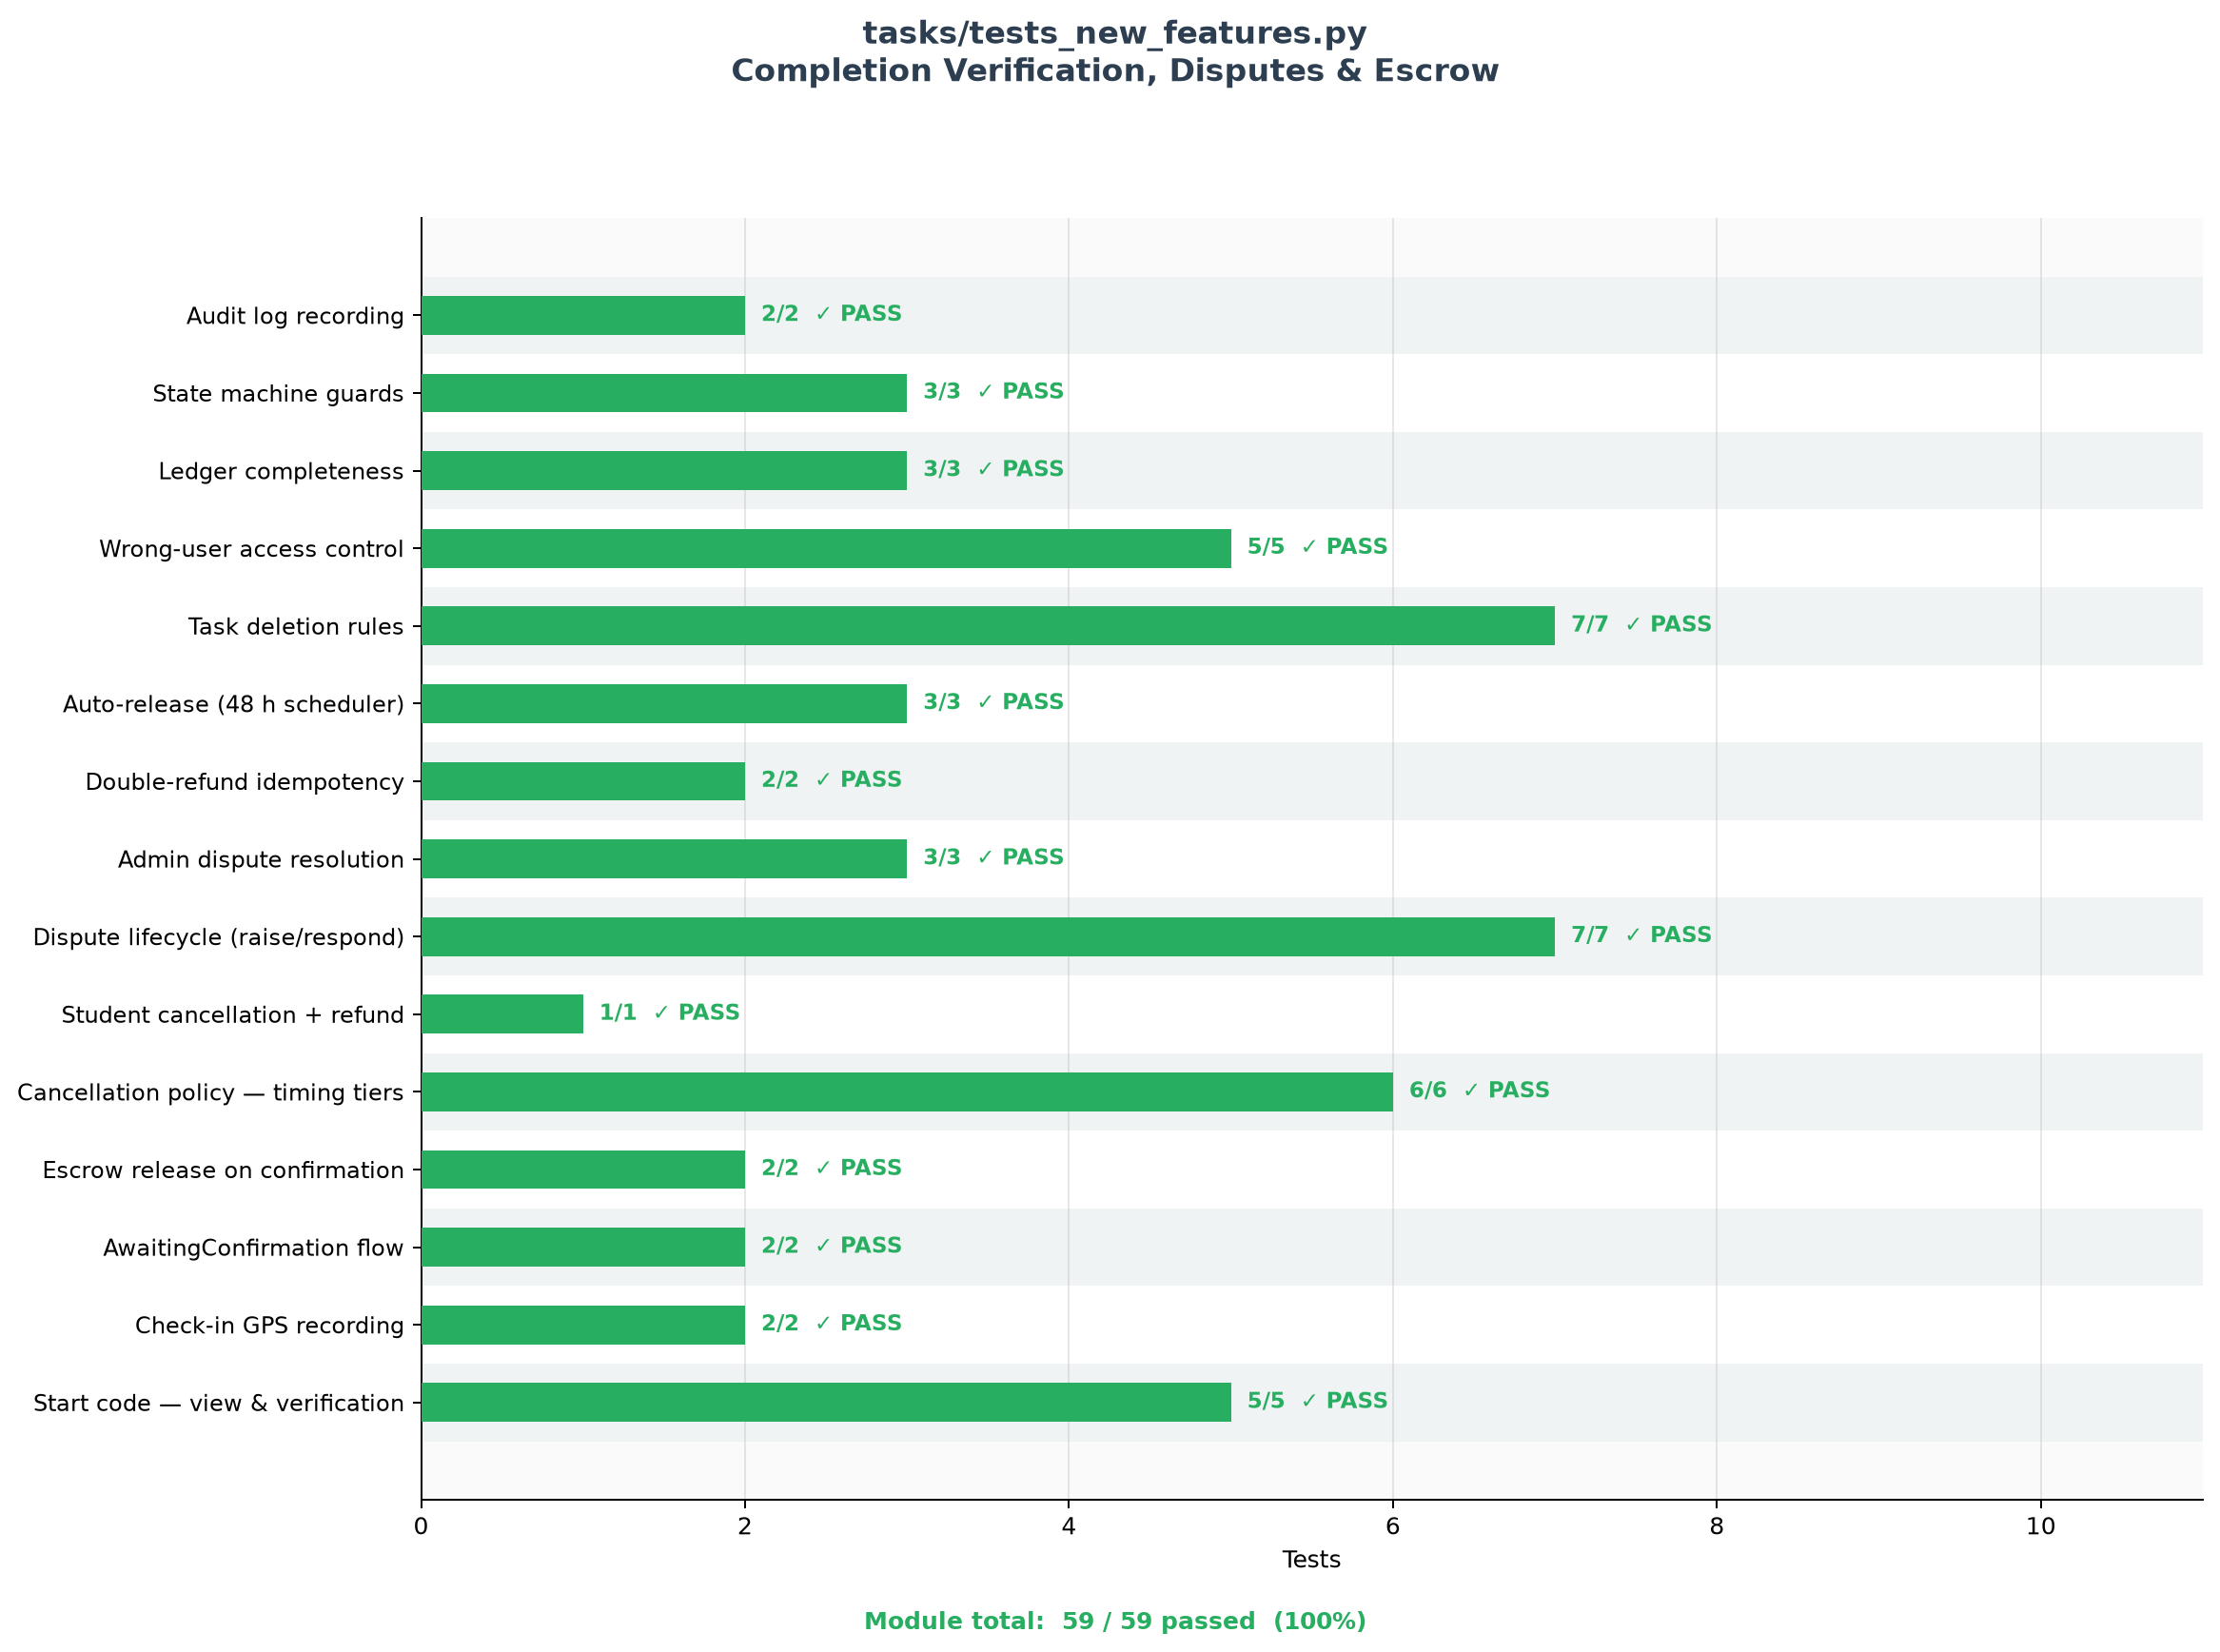 tasks/tests_new_features.py
Completion Verification, Disputes & Escrow
Audit log recording 2/2 ✓ PASS
State machine guards 3/3 ✓ PASS
Ledger completeness 3/3 ✓ PASS
Wrong-user access control 5/5 ✓ PASS
Task deletion rules 7/7 ✓ PASS
Auto-release (48 h scheduler) 3/3 ✓ PASS
Double-refund idempotency 2/2 ✓ PASS
Admin dispute resolution 3/3 ✓ PASS
Dispute lifecycle (raise/respond) 7/7 ✓ PASS
Student cancellation + refund 1/1 ✓ PASS
Cancellation policy — timing tiers 6/6 ✓ PASS
Escrow release on confirmation 2/2 ✓ PASS
AwaitingConfirmation flow 2/2 ✓ PASS
Check-in GPS recording 2/2 ✓ PASS
Start code — view & verification 5/5 ✓ PASS
0 2 4 6 8 10
Tests
Module total: 59 / 59 passed (100%)